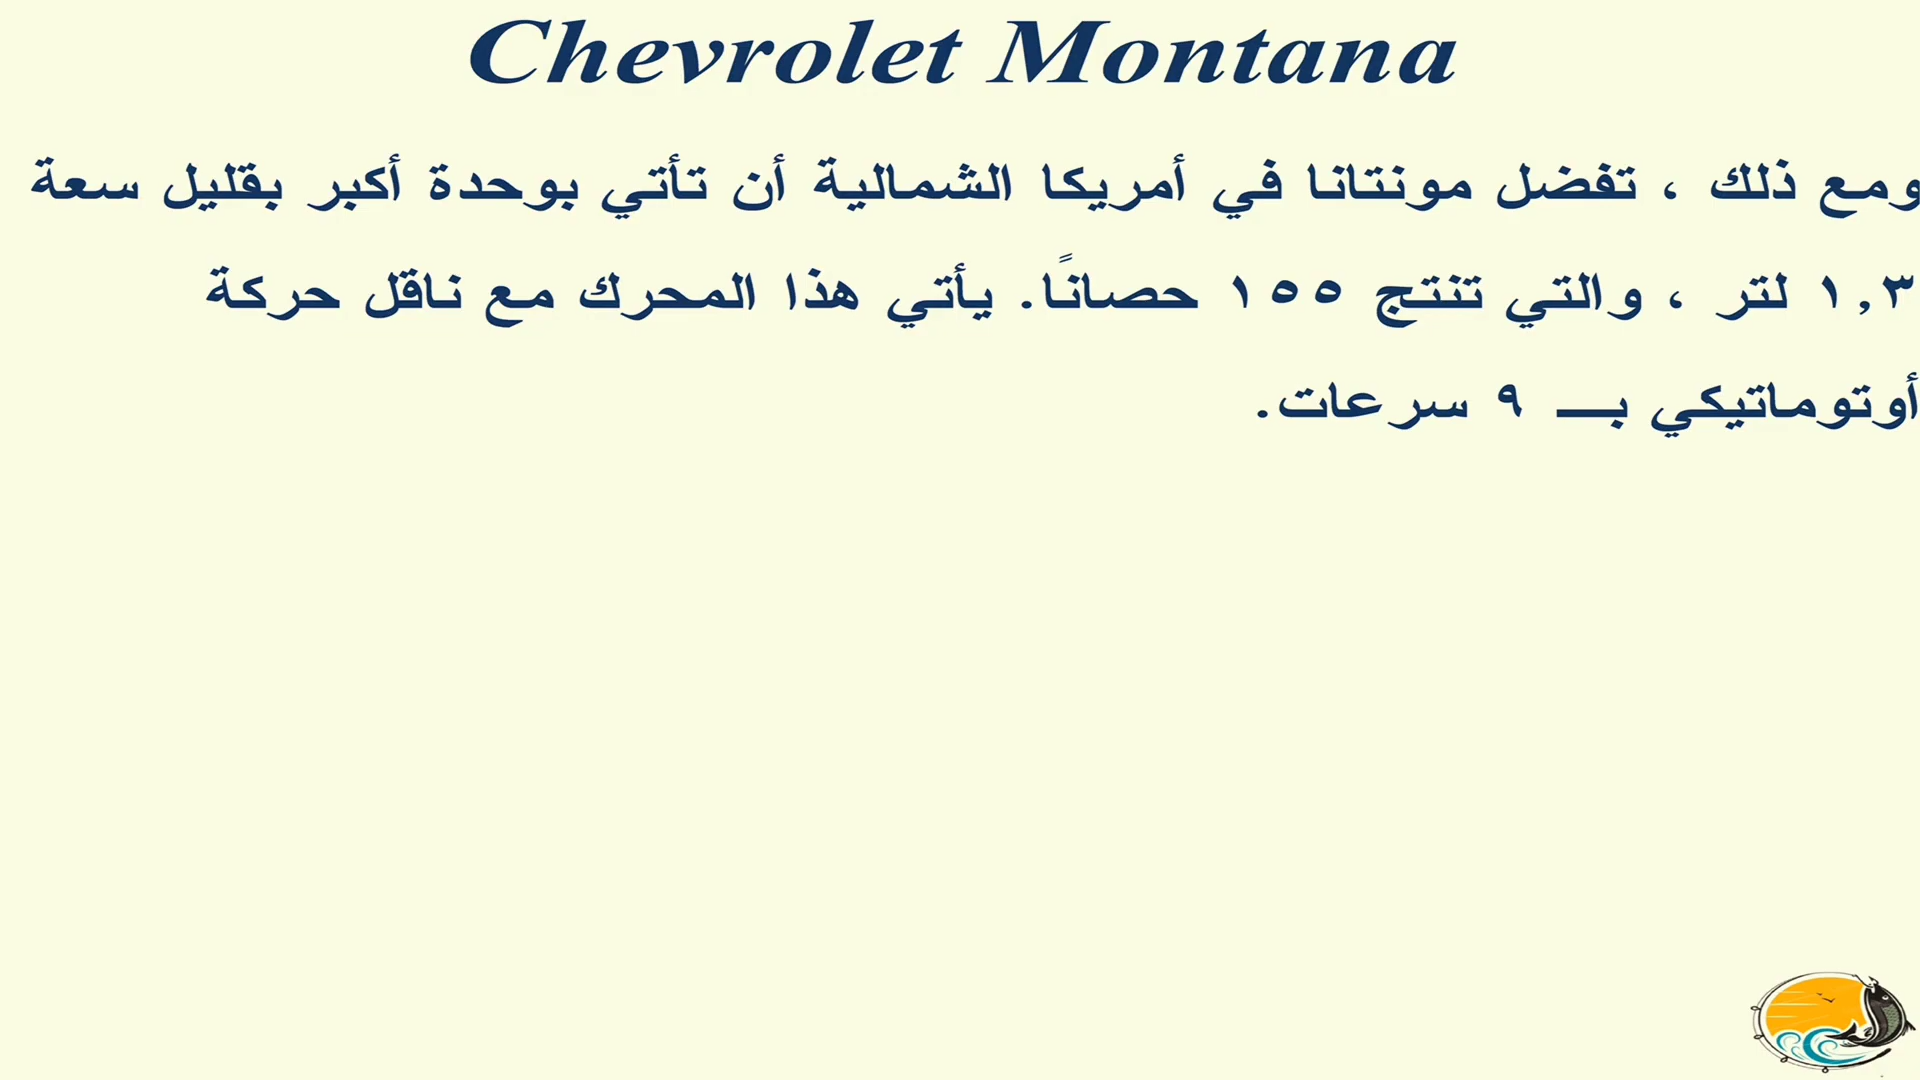 Chevrolet Montana
ومع ذلك ، تفضل مونتانا في أمريكا الشمالية أن تأتي بوحدة أكبر بقليل سعة
١,٣ لتر ، والتي تنتج ١٥٥ حصانًا. يأتي هذا المحرك مع ناقل حركة
أوتوماتيكي بـــ ٩ سرعات.